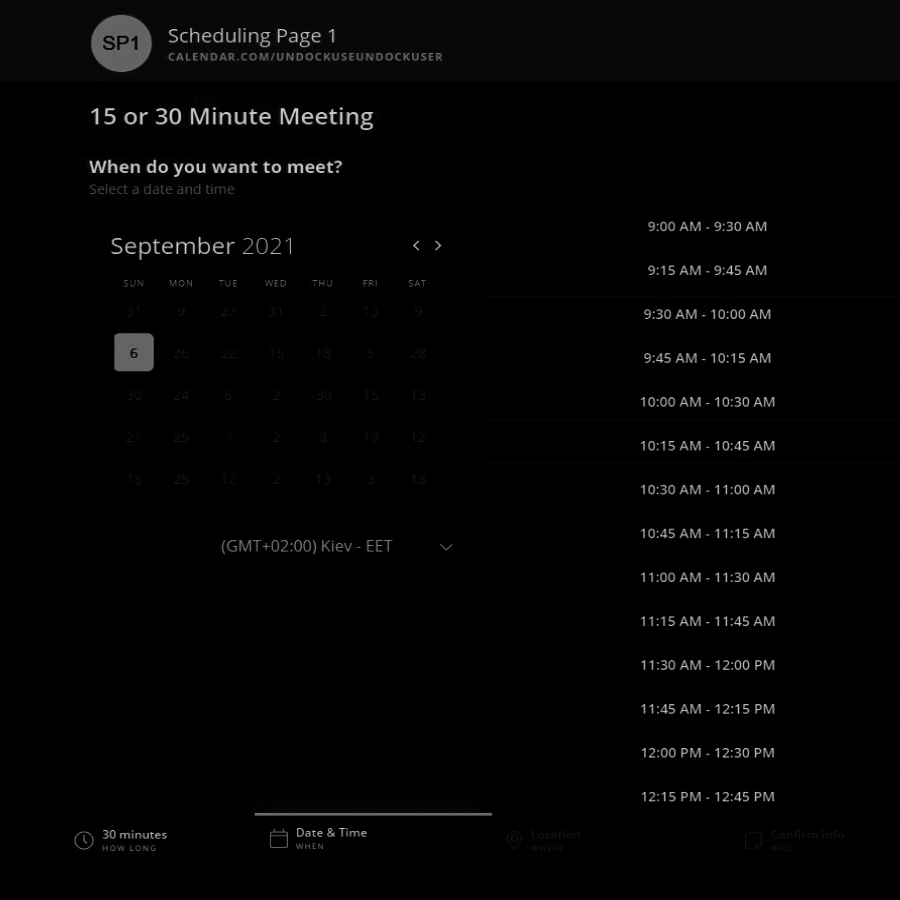 SP1
Scheduling Page 1
CALENDAR.COM/UNDOCKUSEUNDOCKUSER
15 or 30 Minute Meeting
When do you want to meet?
Select a date and time
September 2021
SUN MON TUE WED THU FRI SAT
31 9 27 31 2 13 9
6 26 22 15 18 5 28
30 24 6 2 30 15 13
21 25 7 2 3 13 12
15 25 12 2 13 3 13
(GMT+02:00) Kiev - EET
9:00 AM - 9:30 AM
9:15 AM - 9:45 AM
9:30 AM - 10:00 AM
9:45 AM - 10:15 AM
10:00 AM - 10:30 AM
10:15 AM - 10:45 AM
10:30 AM - 11:00 AM
10:45 AM - 11:15 AM
11:00 AM - 11:30 AM
11:15 AM - 11:45 AM
11:30 AM - 12:00 PM
11:45 AM - 12:15 PM
12:00 PM - 12:30 PM
12:15 PM - 12:45 PM
30 minutes
HOW LONG
Date & Time
WHEN
Location
WHERE
Confirm Info
WHO